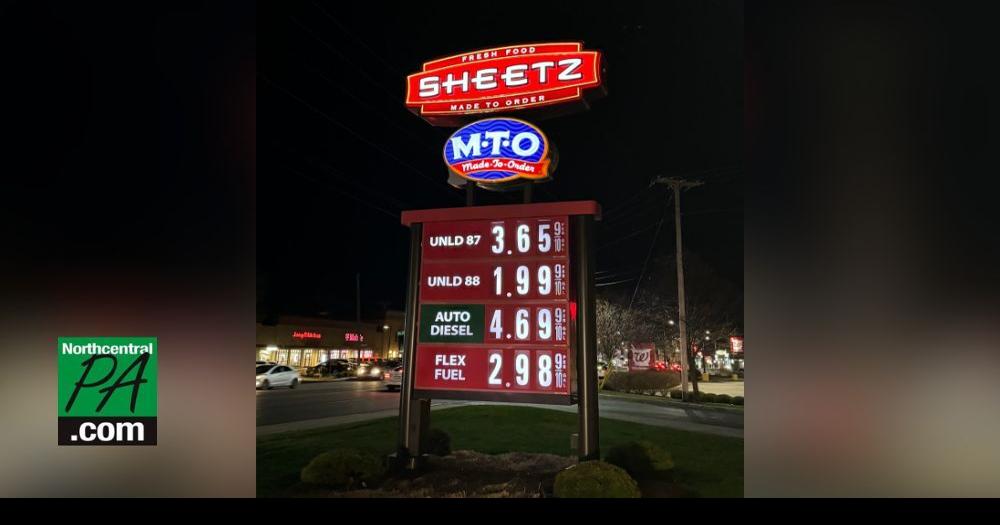 FRESH FOOD
SHEETZ
MADE TO ORDER
M·T·O
Made-To-Order
UNLD 87 3.65 9/10
UNLD 88 1.99 9/10
AUTO DIESEL 4.69 9/10
FLEX FUEL 2.98 9/10
Northcentral
PA
.com